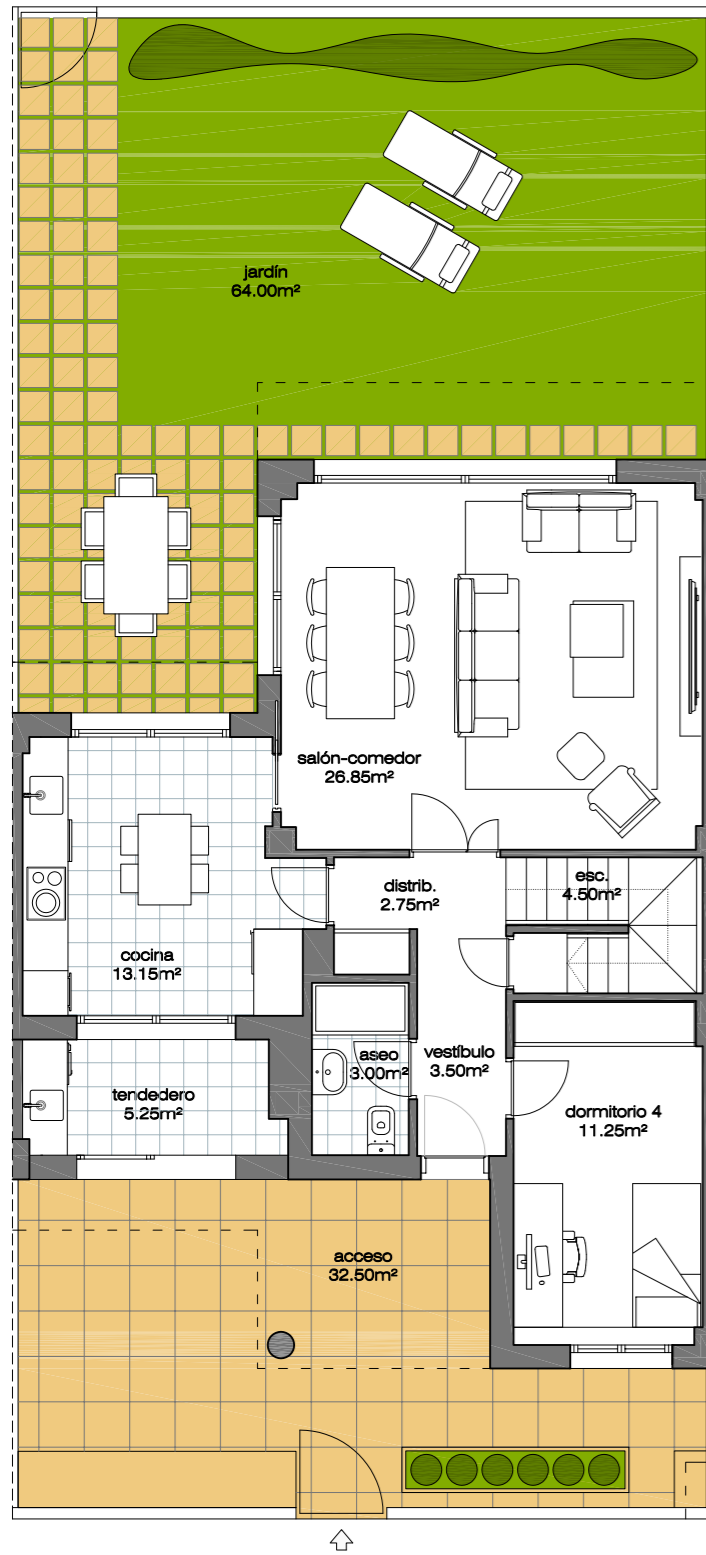 jardín
64.00m²
salón-comedor
26.85m²
distrib.
2.75m²
esc.
4.50m²
cocina
13.15m²
aseo
3.00m²
vestíbulo
3.50m²
tendedero
5.25m²
dormitorio 4
11.25m²
acceso
32.50m²